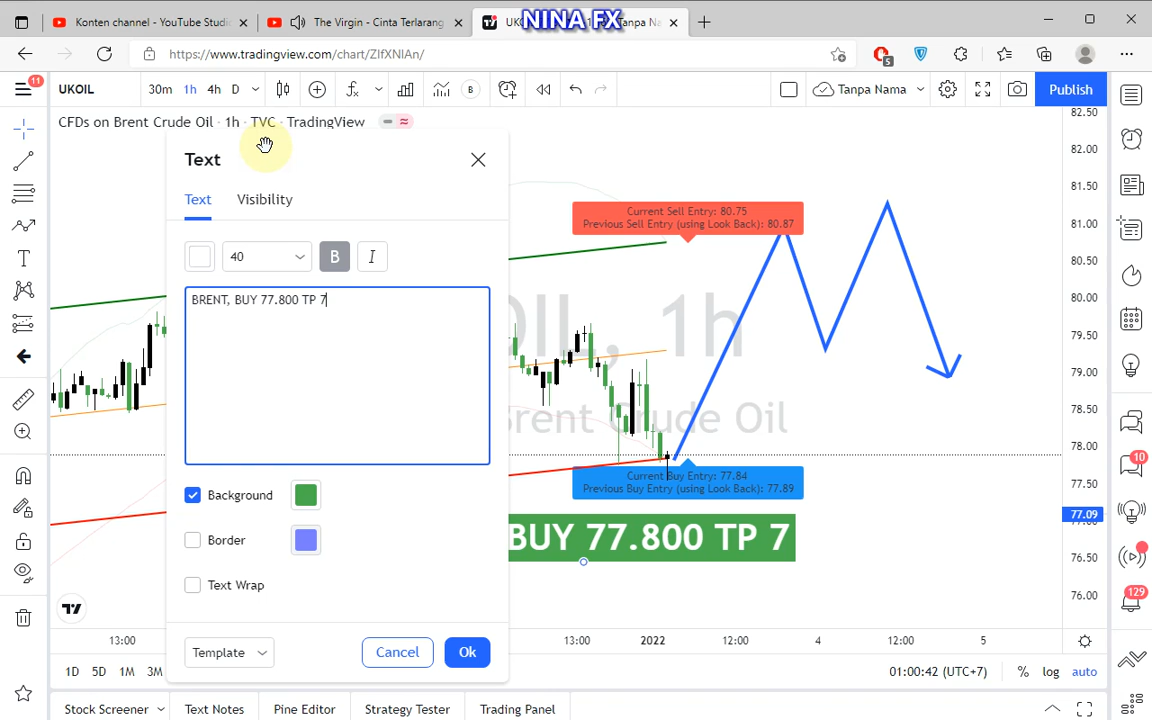 Konten channel - YouTube Studio
The Virgin - Cinta Terlarang
UKOIL
Tanpa Na
NINA FX
https://www.tradingview.com/chart/ZIfXNIAn/
5
11
UKOIL
30m
1h
4h
D
B
Tanpa Nama
Publish
CFDs on Brent Crude Oil · 1h · TVC · TradingView
Text
Text
Visibility
40
B
I
BRENT, BUY 77.800 TP 7
Background
Border
Text Wrap
Template
Cancel
Ok
OIL, 1h
Brent Crude Oil
Current Sell Entry: 80.75
Previous Sell Entry (using Look Back): 80.87
Current Buy Entry: 77.84
Previous Buy Entry (using Look Back): 77.89
BUY 77.800 TP 7
82.50
82.00
81.50
81.00
80.50
80.00
79.50
79.00
78.50
78.00
77.50
77.09
76.50
76.00
10
129
13:00
13:00
2022
12:00
4
12:00
5
1D
5D
1M
3M
01:00:42 (UTC+7)
%
log
auto
Stock Screener
Text Notes
Pine Editor
Strategy Tester
Trading Panel